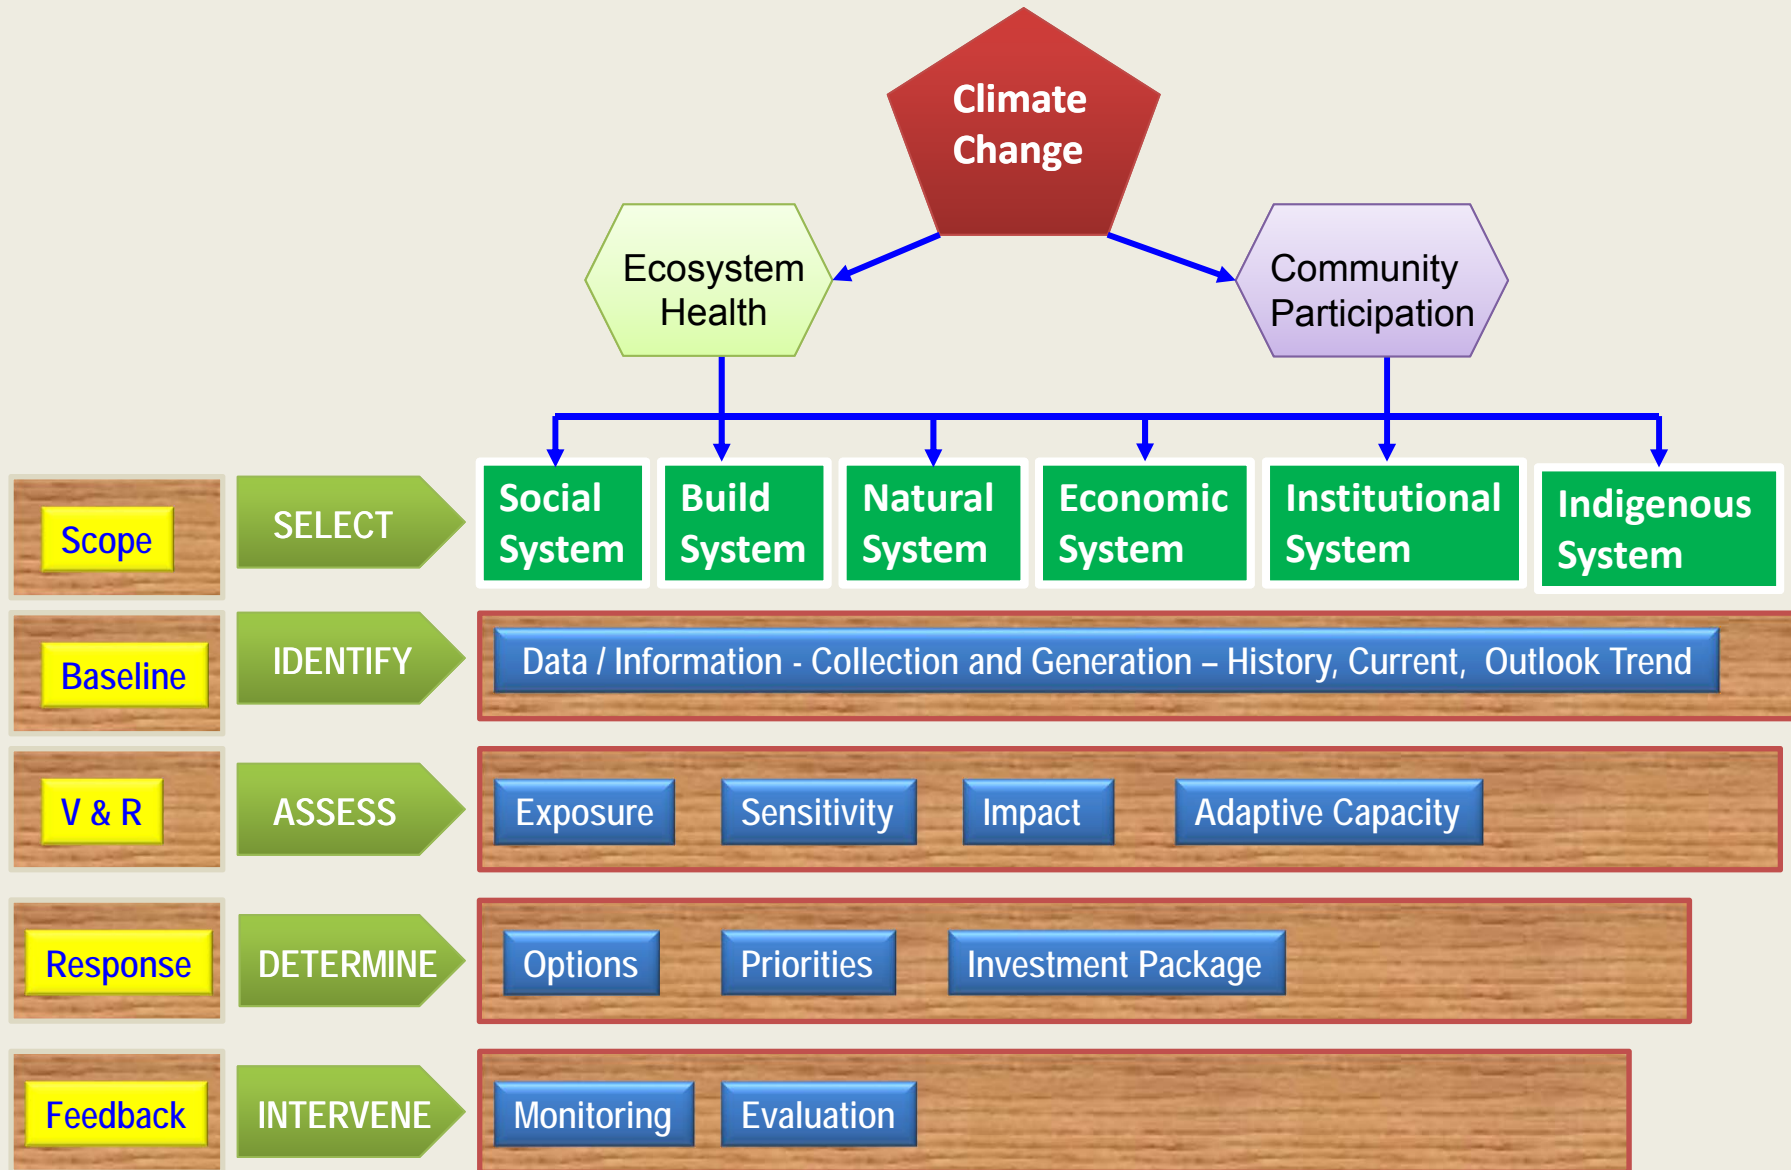 Climate
Change
Ecosystem
Health
Community
Participation
Scope
SELECT
Social
System
Build
System
Natural
System
Economic
System
Institutional
System
Indigenous
System
Baseline
IDENTIFY
Data / Information - Collection and Generation – History, Current, Outlook Trend
V & R
ASSESS
Exposure
Sensitivity
Impact
Adaptive Capacity
Response
DETERMINE
Options
Priorities
Investment Package
Feedback
INTERVENE
Monitoring
Evaluation